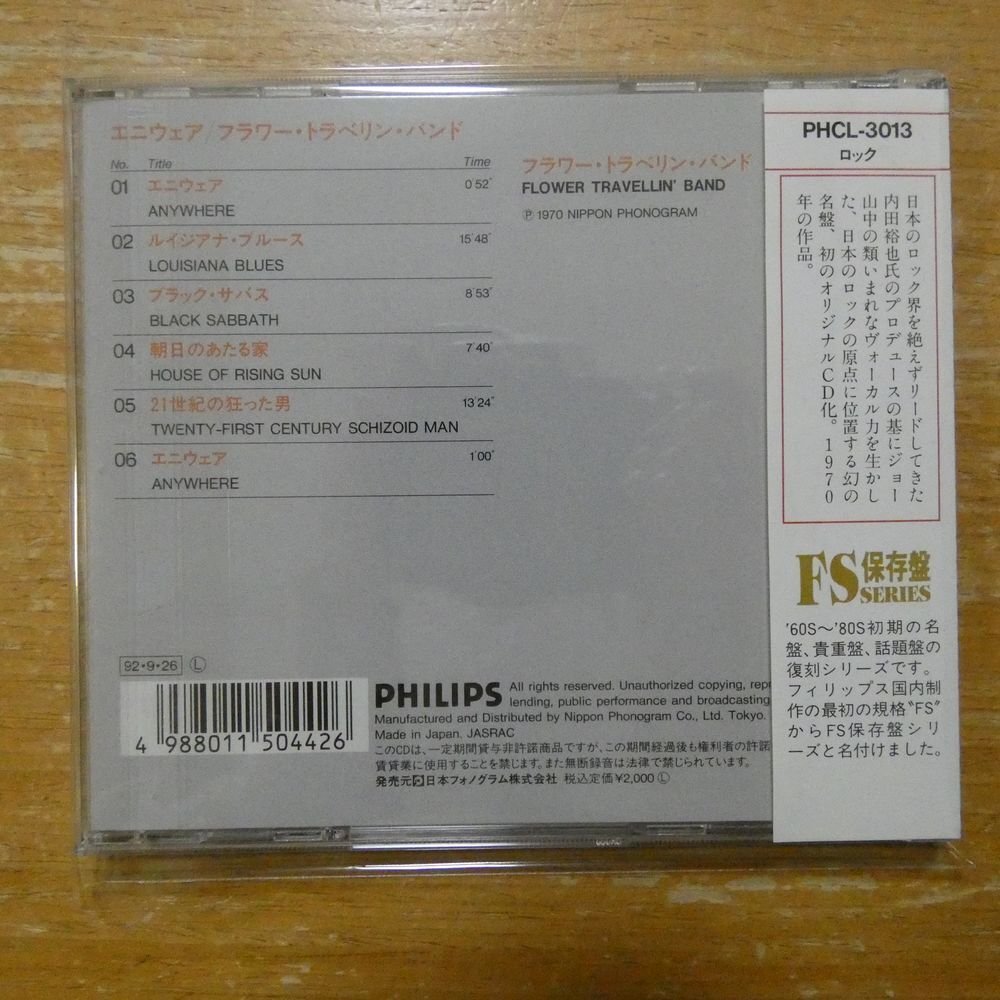 エニウェア/フラワー・トラベリン・バンド
No. Title Time
01 エニウェア 0'52"
ANYWHERE
02 ルイジアナ・ブルース 15'48"
LOUISIANA BLUES
03 ブラック・サバス 8'53"
BLACK SABBATH
04 朝日のあたる家 7'40"
HOUSE OF RISING SUN
05 21世紀の狂った男 13'24"
TWENTY-FIRST CENTURY SCHIZOID MAN
06 エニウェア 1'00"
ANYWHERE
フラワー・トラベリン・バンド
FLOWER TRAVELLIN' BAND
Ⓟ 1970 NIPPON PHONOGRAM
92・9・26 Ⓛ
4 988011 504426
PHILIPS
All rights reserved. Unauthorized copying, repr
lending, public performance and broadcasting
Manufactured and Distributed by Nippon Phonogram Co., Ltd. Tokyo.
Made in Japan. JASRAC
このCDは、一定期間貸与非許諾商品ですが、この期間経過後も権利者の許諾
賃貸業に使用することを禁じます。また無断録音は法律で禁じられています。
発売元 日本フォノグラム株式会社 税込定価¥2,000 Ⓛ
PHCL-3013
ロック
日本のロック界を絶えずリードしてきた
内田裕也氏のプロデュースの基にジョー
山中の類いまれなヴォーカル力を生かし
た、日本のロックの原点に位置する幻の
名盤、初のオリジナルCD化。1970
年の作品。
FS保存盤
SERIES
'60S〜'80S初期の名
盤、貴重盤、話題盤の
復刻シリーズです。
フィリップス国内制
作の最初の規格"FS"
からFS保存盤シリ
ーズと名付けました。